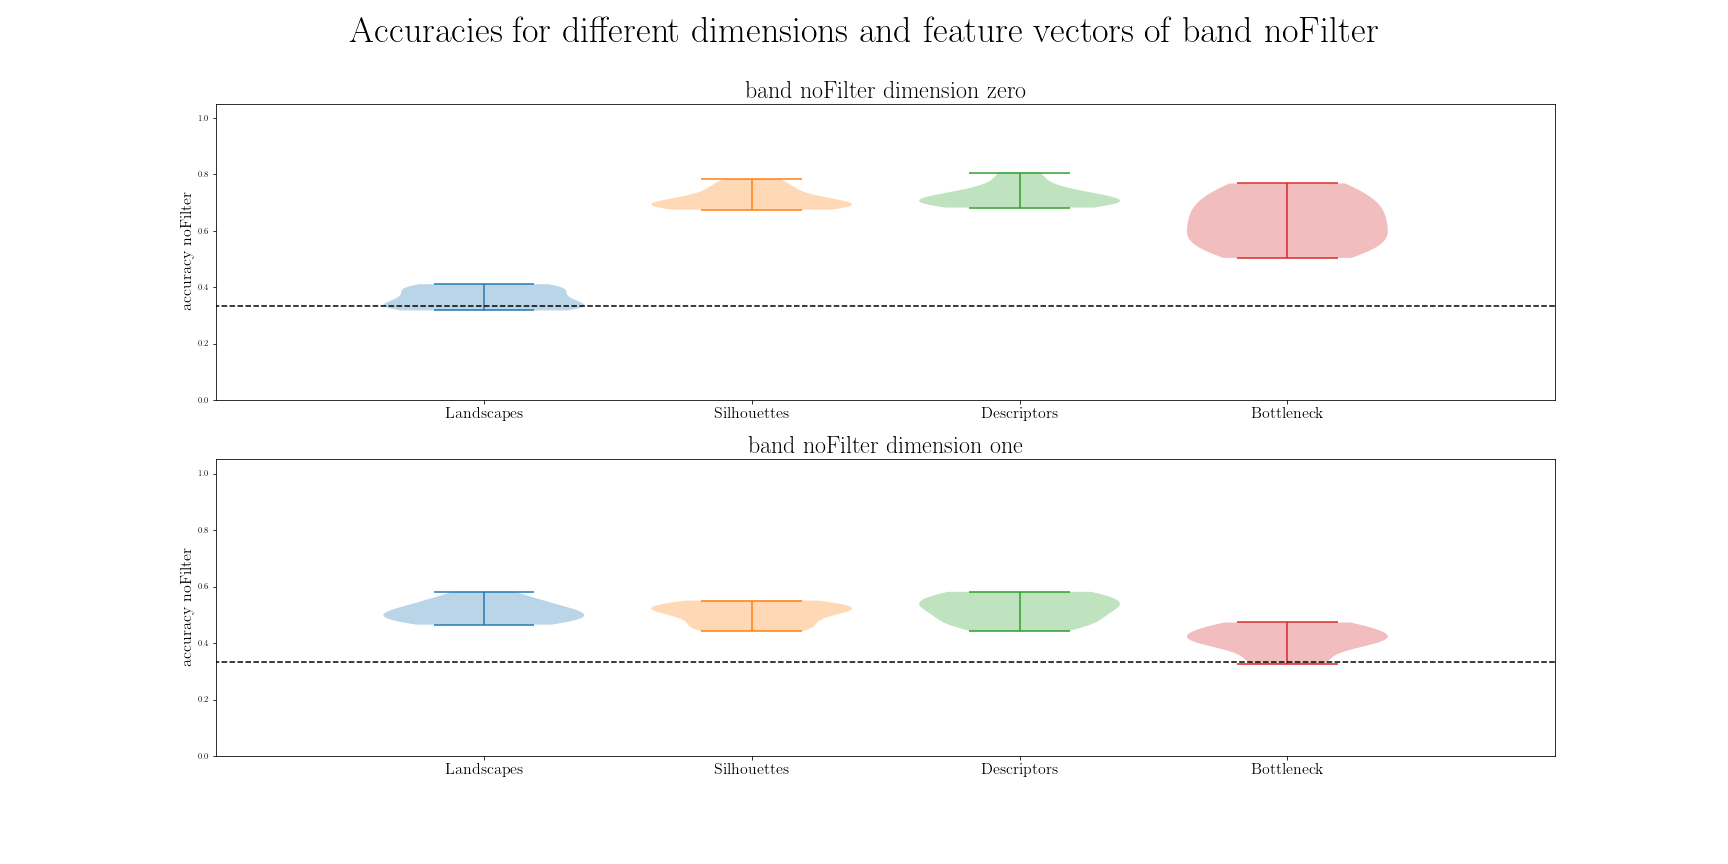 Accuracies for different dimensions and feature vectors of band noFilter
band noFilter dimension zero
accuracy noFilter
1.0
0.8
0.6
0.4
0.2
0.0
Landscapes Silhouettes Descriptors Bottleneck
band noFilter dimension one
accuracy noFilter
1.0
0.8
0.6
0.4
0.2
0.0
Landscapes Silhouettes Descriptors Bottleneck